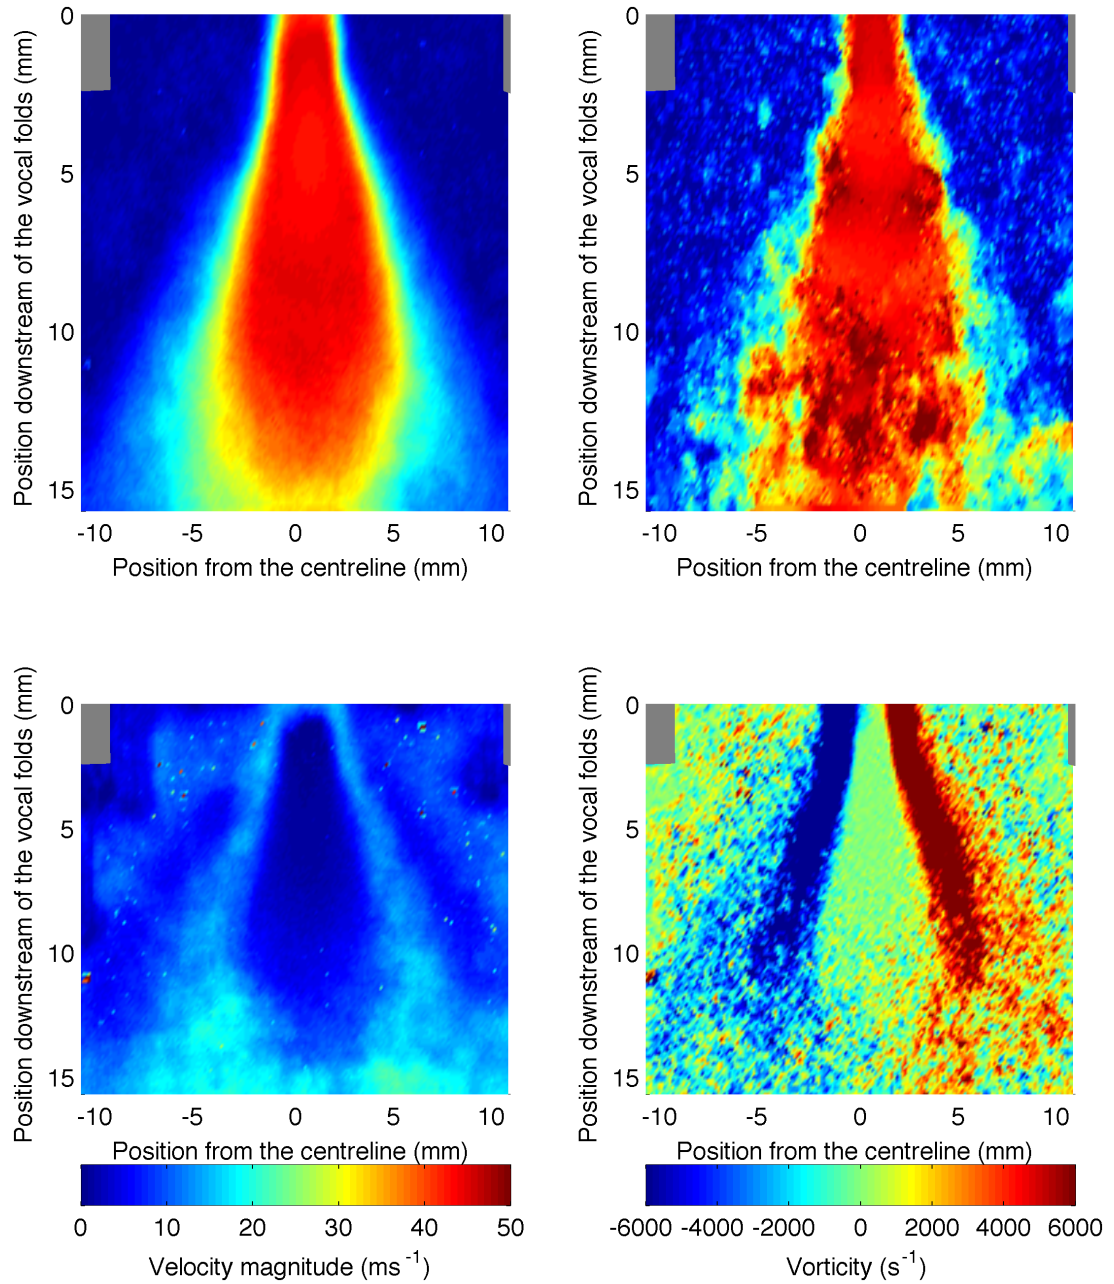 0
5
10
15
Position downstream of the vocal folds (mm)
-10 -5 0 5 10
Position from the centreline (mm)
0
5
10
15
Position downstream of the vocal folds (mm)
-10 -5 0 5 10
Position from the centreline (mm)
0
5
10
15
Position downstream of the vocal folds (mm)
-10 -5 0 5 10
Position from the centreline (mm)
0 10 20 30 40 50
Velocity magnitude (ms⁻¹)
0
5
10
15
Position downstream of the vocal folds (mm)
-10 -5 0 5 10
Position from the centreline (mm)
-6000 -4000 -2000 0 2000 4000 6000
Vorticity (s⁻¹)